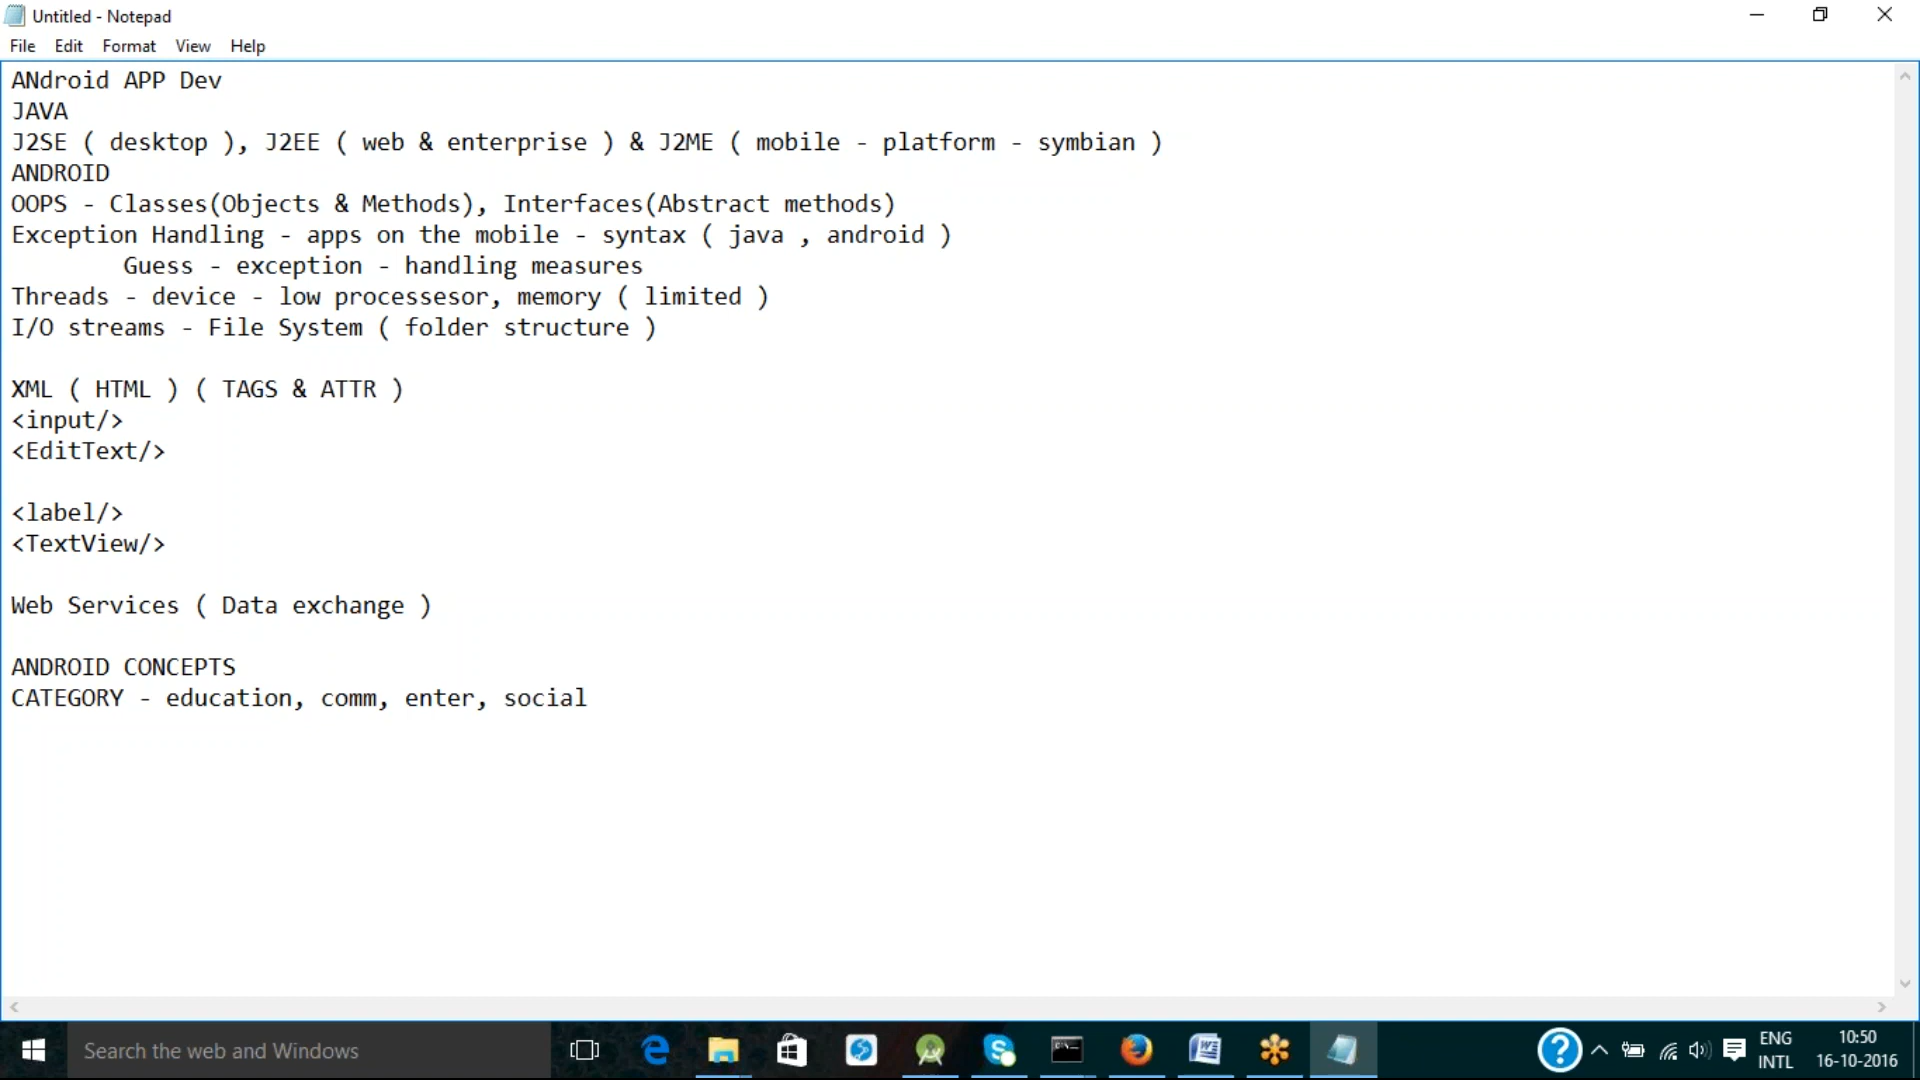 Untitled - Notepad
File Edit Format View Help
ANdroid APP Dev
JAVA
J2SE ( desktop ), J2EE ( web & enterprise ) & J2ME ( mobile - platform - symbian )
ANDROID
OOPS - Classes(Objects & Methods), Interfaces(Abstract methods)
Exception Handling - apps on the mobile - syntax ( java , android )
Guess - exception - handling measures
Threads - device - low processesor, memory ( limited )
I/O streams - File System ( folder structure )
XML ( HTML ) ( TAGS & ATTR )
<input/>
<EditText/>
<label/>
<TextView/>
Web Services ( Data exchange )
ANDROID CONCEPTS
CATEGORY - education, comm, enter, social
Search the web and Windows
ENG
INTL
10:50
16-10-2016